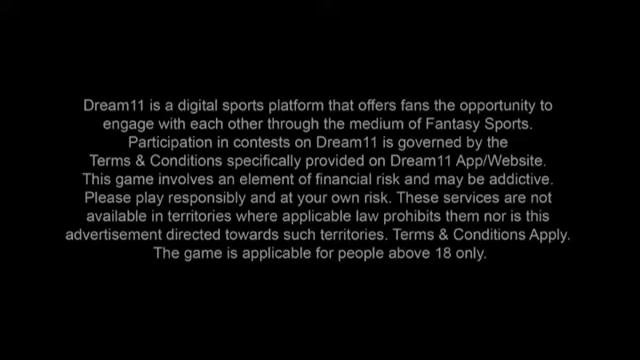 Dream11 is a digital sports platform that offers fans the opportunity to
engage with each other through the medium of Fantasy Sports.
Participation in contests on Dream11 is governed by the
Terms & Conditions specifically provided on Dream11 App/Website.
This game involves an element of financial risk and may be addictive.
Please play responsibly and at your own risk. These services are not
available in territories where applicable law prohibits them nor is this
advertisement directed towards such territories. Terms & Conditions Apply.
The game is applicable for people above 18 only.